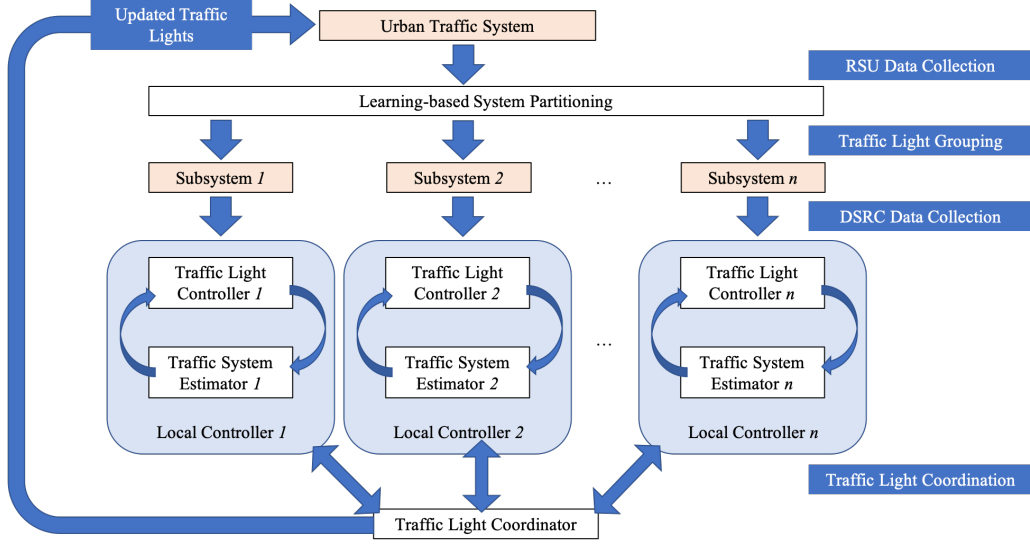 Updated Traffic
Lights
Urban Traffic System
RSU Data Collection
Learning-based System Partitioning
Traffic Light Grouping
Subsystem 1
Subsystem 2
...
Subsystem n
DSRC Data Collection
Traffic Light
Controller 1
Traffic Light
Controller 2
Traffic Light
Controller n
...
Traffic System
Estimator 1
Traffic System
Estimator 2
Traffic System
Estimator n
Local Controller 1
Local Controller 2
Local Controller n
Traffic Light Coordination
Traffic Light Coordinator